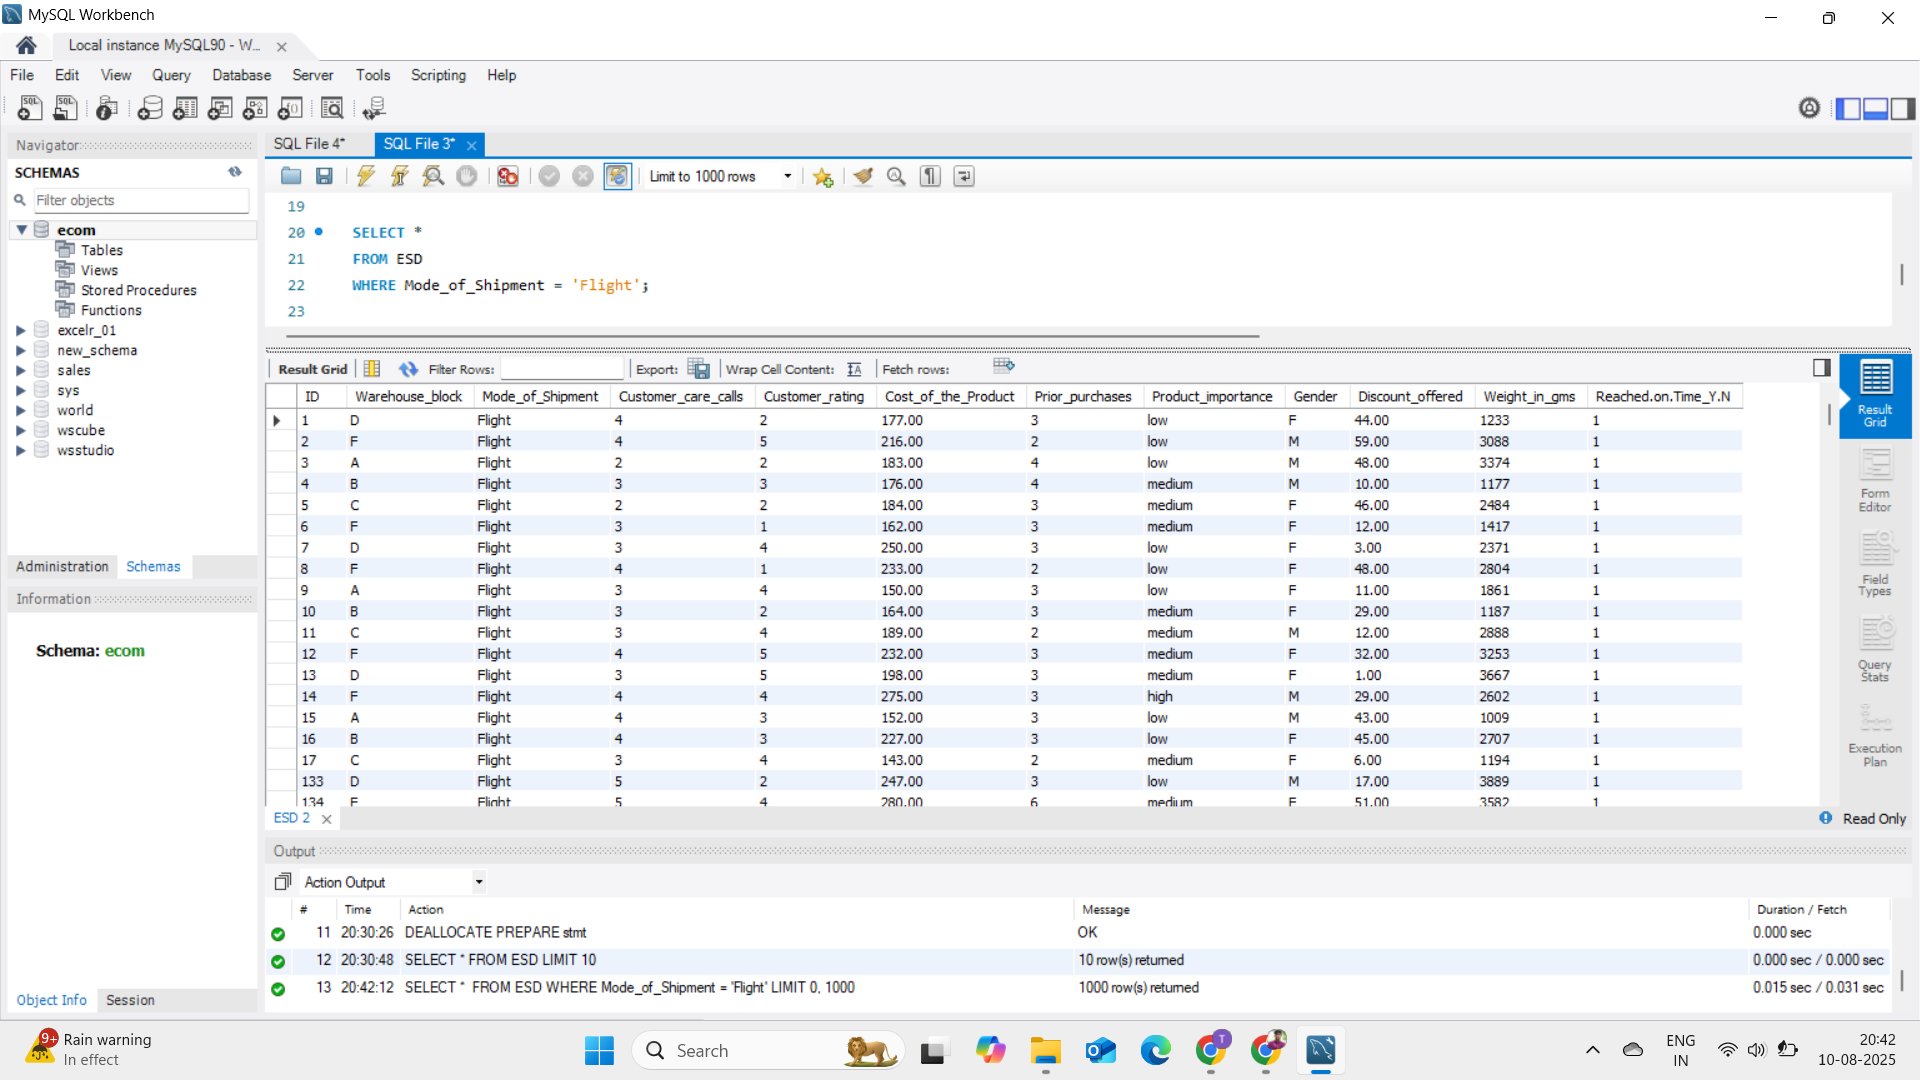 MySQL Workbench
Local instance MySQL90 - W...
File Edit View Query Database Server Tools Scripting Help
Navigator
SCHEMAS
Filter objects
ecom
Tables
Views
Stored Procedures
Functions
excelr_01
new_schema
sales
sys
world
wscube
wsstudio
Administration Schemas
Information
Schema: ecom
Object Info Session
SQL File 4* SQL File 3*
Limit to 1000 rows
19
20 SELECT *
21 FROM ESD
22 WHERE Mode_of_Shipment = 'Flight';
23
Result Grid Filter Rows: Export: Wrap Cell Content: Fetch rows:
ID Warehouse_block Mode_of_Shipment Customer_care_calls Customer_rating Cost_of_the_Product Prior_purchases Product_importance Gender Discount_offered Weight_in_gms Reached.on.Time_Y.N
1 D Flight 4 2 177.00 3 low F 44.00 1233 1
2 F Flight 4 5 216.00 2 low M 59.00 3088 1
3 A Flight 2 2 183.00 4 low M 48.00 3374 1
4 B Flight 3 3 176.00 4 medium M 10.00 1177 1
5 C Flight 2 2 184.00 3 medium F 46.00 2484 1
6 F Flight 3 1 162.00 3 medium F 12.00 1417 1
7 D Flight 3 4 250.00 3 low F 3.00 2371 1
8 F Flight 4 1 233.00 2 low F 48.00 2804 1
9 A Flight 3 4 150.00 3 low F 11.00 1861 1
10 B Flight 3 2 164.00 3 medium F 29.00 1187 1
11 C Flight 3 4 189.00 2 medium M 12.00 2888 1
12 F Flight 4 5 232.00 3 medium F 32.00 3253 1
13 D Flight 3 5 198.00 3 medium F 1.00 3667 1
14 F Flight 4 4 275.00 3 high M 29.00 2602 1
15 A Flight 4 3 152.00 3 low M 43.00 1009 1
16 B Flight 4 3 227.00 3 low F 45.00 2707 1
17 C Flight 3 4 143.00 2 medium F 6.00 1194 1
133 D Flight 5 2 247.00 3 low M 17.00 3889 1
134 F Flight 5 4 280.00 6 medium F 51.00 3582 1
Result
Grid
Form
Editor
Field
Types
Query
Stats
Execution
Plan
ESD 2
Read Only
Output
Action Output
# Time Action Message Duration / Fetch
11 20:30:26 DEALLOCATE PREPARE stmt OK 0.000 sec
12 20:30:48 SELECT * FROM ESD LIMIT 10 10 row(s) returned 0.000 sec / 0.000 sec
13 20:42:12 SELECT * FROM ESD WHERE Mode_of_Shipment = 'Flight' LIMIT 0, 1000 1000 row(s) returned 0.015 sec / 0.031 sec
9+
Rain warning
In effect
Search
T
ENG
IN
20:42
10-08-2025